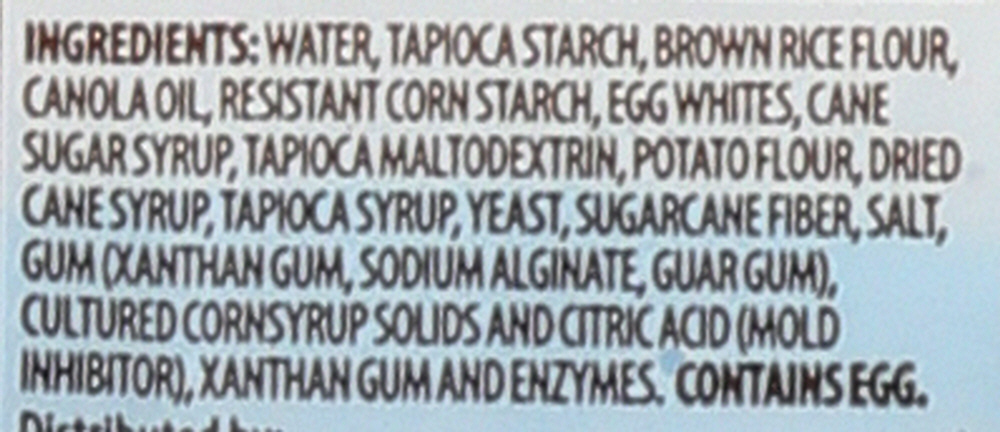 INGREDIENTS: WATER, TAPIOCA STARCH, BROWN RICE FLOUR,
CANOLA OIL, RESISTANT CORN STARCH, EGG WHITES, CANE
SUGAR SYRUP, TAPIOCA MALTODEXTRIN, POTATO FLOUR, DRIED
CANE SYRUP, TAPIOCA SYRUP, YEAST, SUGARCANE FIBER, SALT,
GUM (XANTHAN GUM, SODIUM ALGINATE, GUAR GUM),
CULTURED CORNSYRUP SOLIDS AND CITRIC ACID (MOLD
INHIBITOR), XANTHAN GUM AND ENZYMES. CONTAINS EGG.
Distributed by: